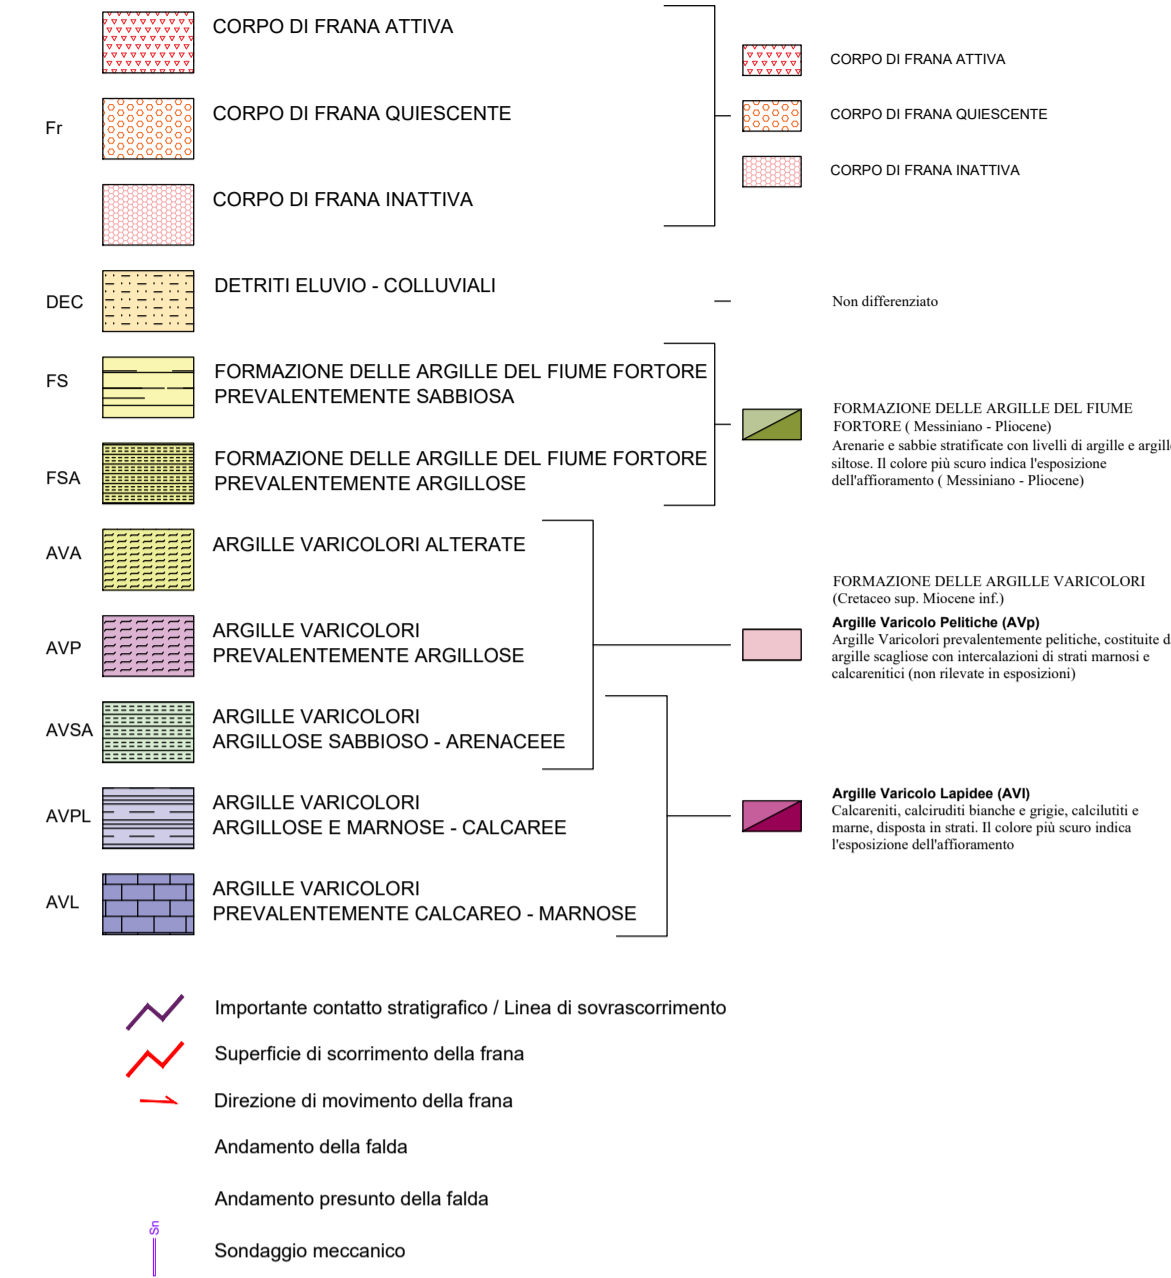 CORPO DI FRANA ATTIVA
Fr
CORPO DI FRANA QUIESCENTE
CORPO DI FRANA INATTIVA
DEC
DETRITI ELUVIO - COLLUVIALI
FS
FORMAZIONE DELLE ARGILLE DEL FIUME FORTORE
PREVALENTEMENTE SABBIOSA
FSA
FORMAZIONE DELLE ARGILLE DEL FIUME FORTORE
PREVALENTEMENTE ARGILLOSE
AVA
ARGILLE VARICOLORI ALTERATE
AVP
ARGILLE VARICOLORI
PREVALENTEMENTE ARGILLOSE
AVSA
ARGILLE VARICOLORI
ARGILLOSE SABBIOSO - ARENACEEE
AVPL
ARGILLE VARICOLORI
ARGILLOSE E MARNOSE - CALCAREE
AVL
ARGILLE VARICOLORI
PREVALENTEMENTE CALCAREO - MARNOSE
CORPO DI FRANA ATTIVA
CORPO DI FRANA QUIESCENTE
CORPO DI FRANA INATTIVA
Non differenziato
FORMAZIONE DELLE ARGILLE DEL FIUME
FORTORE ( Messiniano - Pliocene)
Arenarie e sabbie stratificate con livelli di argille e argille
siltose. Il colore più scuro indica l'esposizione
dell'affioramento ( Messiniano - Pliocene)
FORMAZIONE DELLE ARGILLE VARICOLORI
(Cretaceo sup. Miocene inf.)
Argille Varicolo Pelitiche (AVp)
Argille Varicolori prevalentemente pelitiche, costituite d
argille scagliose con intercalazioni di strati marnosi e
calcarenitici (non rilevate in esposizioni)
Argille Varicolo Lapidee (AVl)
Calcareniti, calciruditi bianche e grigie, calcilutiti e
marne, disposta in strati. Il colore più scuro indica
l'esposizione dell'affioramento
Importante contatto stratigrafico / Linea di sovrascorrimento
Superficie di scorrimento della frana
Direzione di movimento della frana
Andamento della falda
Andamento presunto della falda
Sn
Sondaggio meccanico